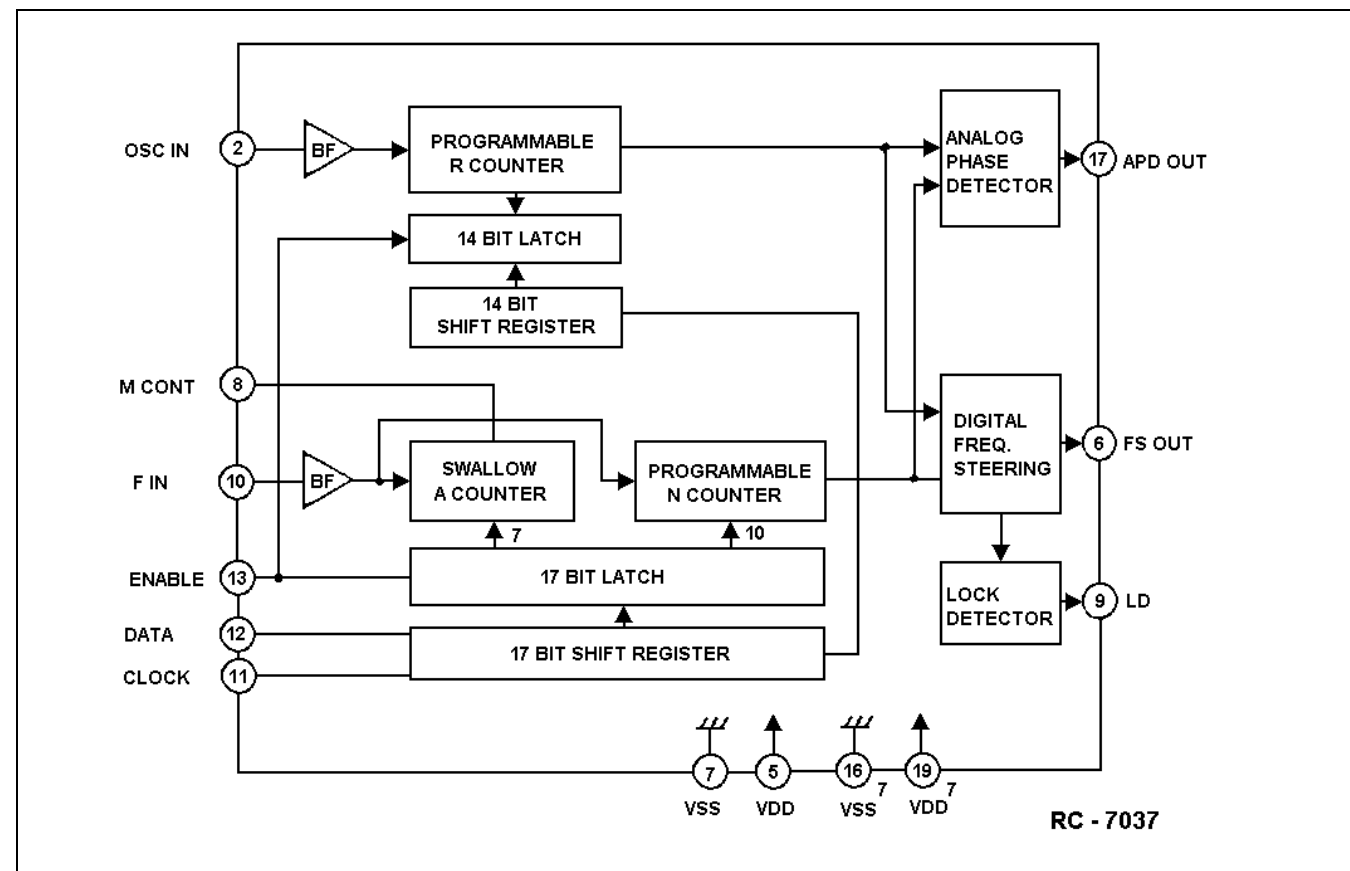 OSC IN
2
BF
PROGRAMMABLE
R COUNTER
ANALOG
PHASE
DETECTOR
17
APD OUT
14 BIT LATCH
14 BIT
SHIFT REGISTER
M CONT
8
F IN
10
BF
SWALLOW
A COUNTER
PROGRAMMABLE
N COUNTER
DIGITAL
FREQ.
STEERING
6
FS OUT
7
10
ENABLE
13
17 BIT LATCH
LOCK
DETECTOR
9
LD
DATA
12
17 BIT SHIFT REGISTER
CLOCK
11
7
5
16
19
7
7
VSS
VDD
VSS
VDD
RC - 7037